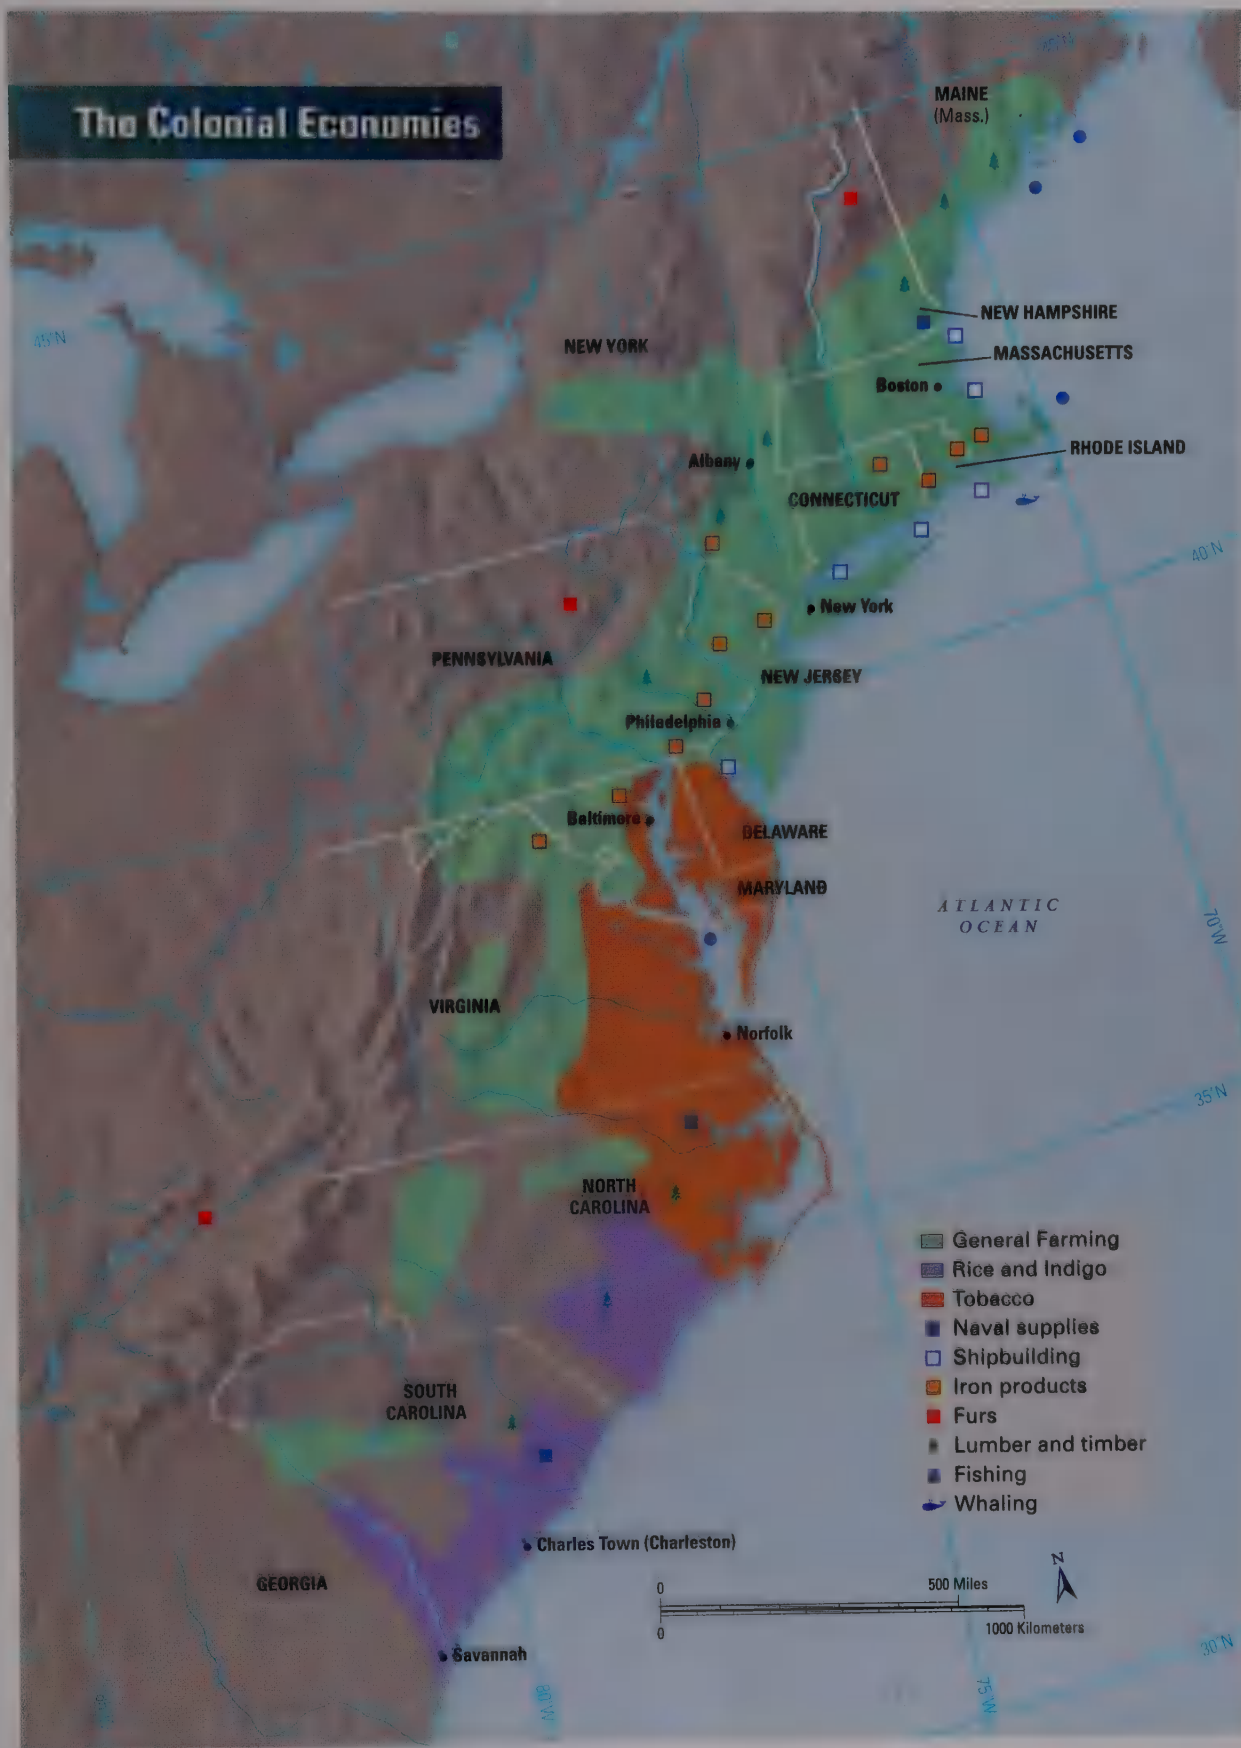 The Colonial Economies
45°N
MAINE
(Mass.)
45°N
NEW HAMPSHIRE
NEW YORK
MASSACHUSETTS
Boston
RHODE ISLAND
Albany
CONNECTICUT
40°N
New York
PENNSYLVANIA
NEW JERSEY
Philadelphia
Baltimore
DELAWARE
MARYLAND
ATLANTIC
OCEAN
70°W
VIRGINIA
Norfolk
35°N
NORTH
CAROLINA
General Farming
Rice and Indigo
Tobacco
Naval supplies
Shipbuilding
Iron products
Furs
Lumber and timber
Fishing
Whaling
SOUTH
CAROLINA
Charles Town (Charleston)
GEORGIA
N
0
500 Miles
0
1000 Kilometers
Savannah
30°N
80°W
75°W